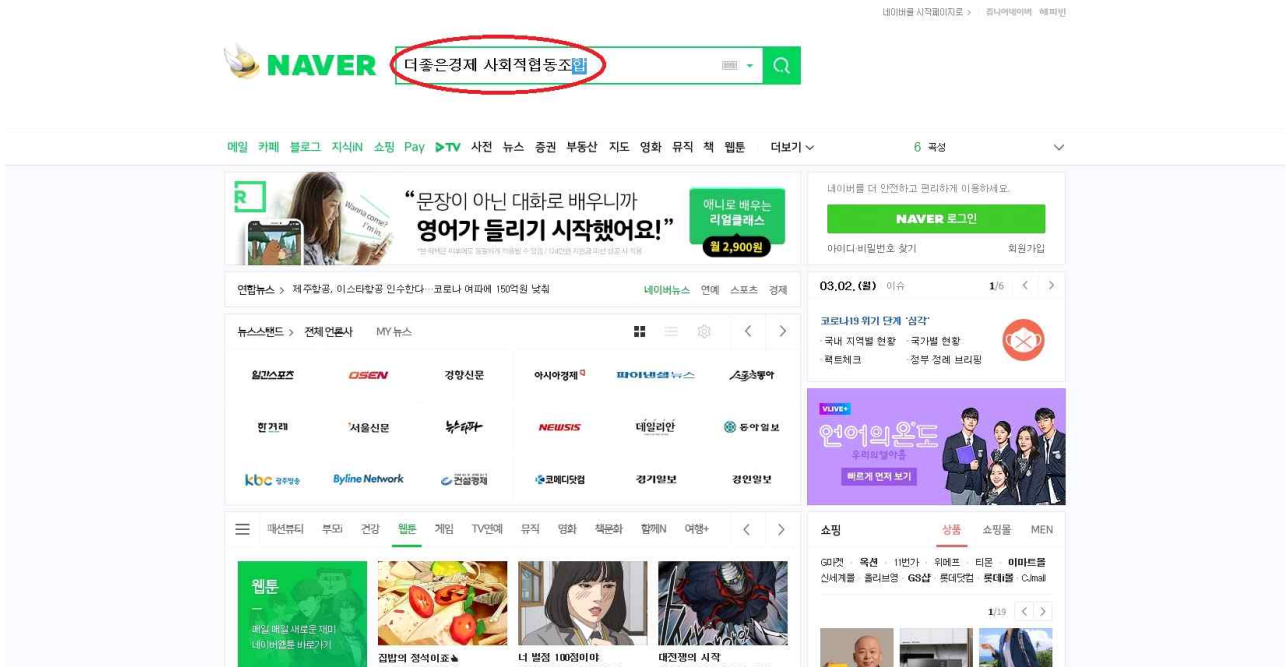 네이버를 시작페이지로 > 쥬니어네이버 해피빈
NAVER 더좋은경제 사회적협동조합
메일 카페 블로그 지식iN 쇼핑 Pay TV 사전 뉴스 증권 부동산 지도 영화 뮤직 책 웹툰 더보기
6 곡성
Wanna come?
I'm in.
“문장이 아닌 대화로 배우니까
영어가 들리기 시작했어요!”
애니로 배우는
리얼클래스
월 2,900원
네이버를 더 안전하고 편리하게 이용하세요.
NAVER 로그인
아이디·비밀번호 찾기 회원가입
연합뉴스 > 제주항공, 이스타항공 인수한다…코로나 여파에 150억원 낮춰
네이버뉴스 연예 스포츠 경제
03.02.(월) 이슈 1/6
코로나19 위기 단계 '심각'
·국내 지역별 현황 ·국가별 현황
·팩트체크 ·정부 정례 브리핑
뉴스스탠드 > 전체언론사 MY뉴스
일간스포츠 OSEN 경향신문 아시아경제 파이낸셜뉴스 스포츠동아
한겨레 서울신문 뉴스타파 NEWSIS 데일리안 동아일보
kbc 광주방송 Byline Network 건설경제 코메디닷컴 경기일보 경인일보
VLIVE+
언어의온도
우리의열아홉
빠르게 먼저 보기
패션뷰티 부모i 건강 웹툰 게임 TV연예 뮤직 영화 책문화 함께N 여행+
쇼핑 상품 쇼핑몰 MEN
G마켓 · 옥션 · 11번가 · 위메프 · 티몬 · 이마트몰
신세계몰 · 올리브영 · GS샵 · 롯데닷컴 · 롯데i몰 · CJmall
1/19
웹툰
매일 매일 새로운 재미
네이버웹툰 바로가기
집밥의 정석이죠
너 벌점 100점이야
대전쟁의 시작